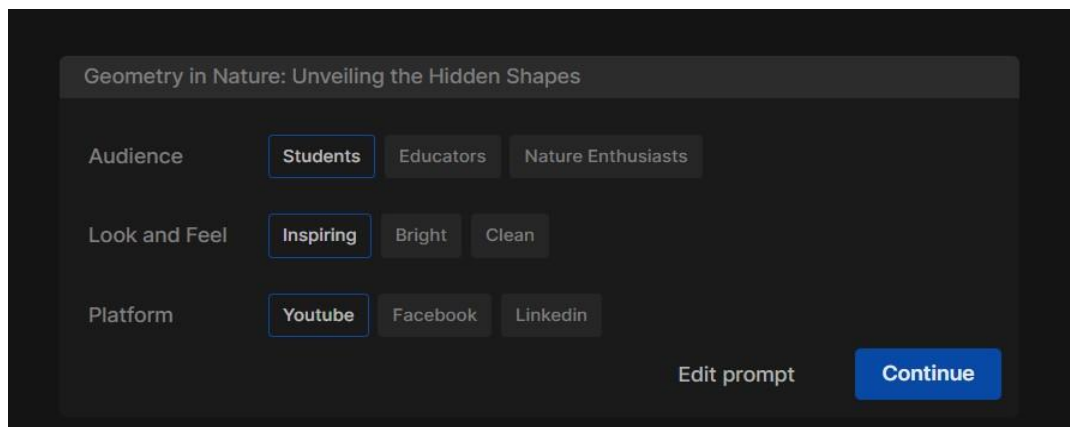 Geometry in Nature: Unveiling the Hidden Shapes
Audience Students Educators Nature Enthusiasts
Look and Feel Inspiring Bright Clean
Platform Youtube Facebook Linkedin
Edit prompt Continue